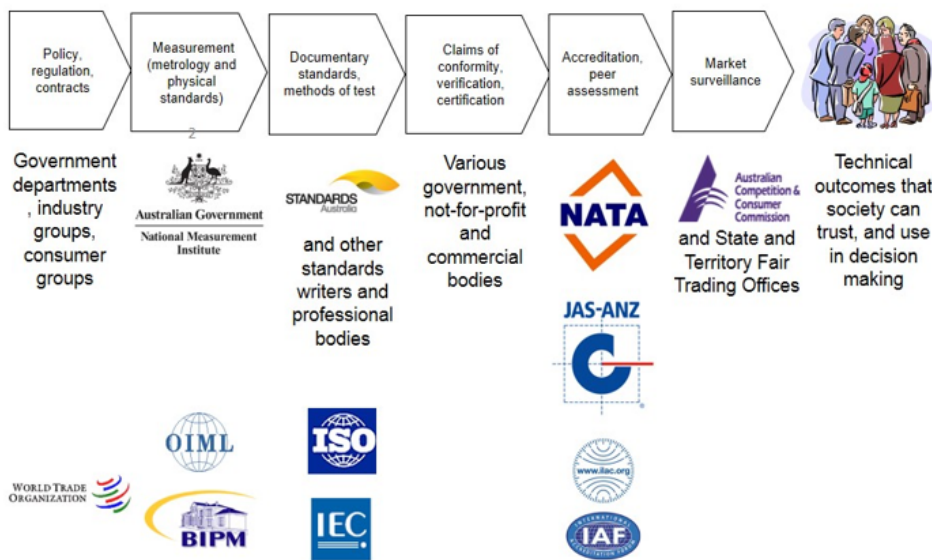 Policy,
regulation,
contracts
Measurement
(metrology and
physical
standards)
Documentary
standards,
methods of test
Claims of
conformity,
verification,
certification
Accreditation,
peer
assessment
Market
surveillance
2
Government
departments
, industry
groups,
consumer
groups
Australian Government
National Measurement
Institute
STANDARDS
Australia
and other
standards
writers and
professional
bodies
Various
government,
not-for-profit
and
commercial
bodies
NATA
JAS-ANZ
Australian
Competition &
Consumer
Commission
and State and
Territory Fair
Trading Offices
Technical
outcomes that
society can
trust, and use
in decision
making
WORLD TRADE
ORGANIZATION
OIML
BIPM
ISO
IEC
www.ilac.org
INTERNATIONAL
IAF
ACCREDITATION FORUM